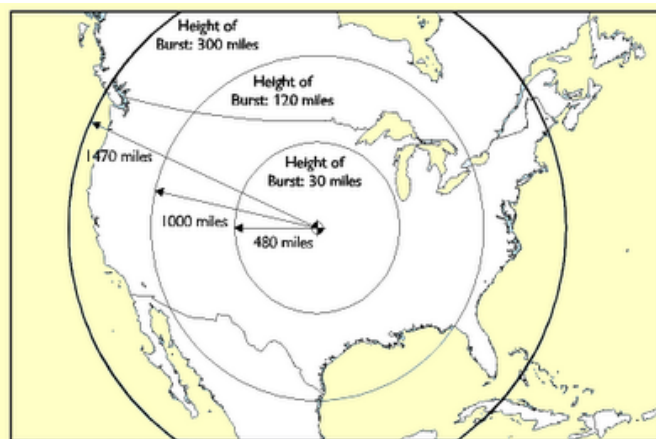 Height of
Burst: 300 miles
Height of
Burst: 120 miles
Height of
Burst: 30 miles
1470 miles
1000 miles
480 miles